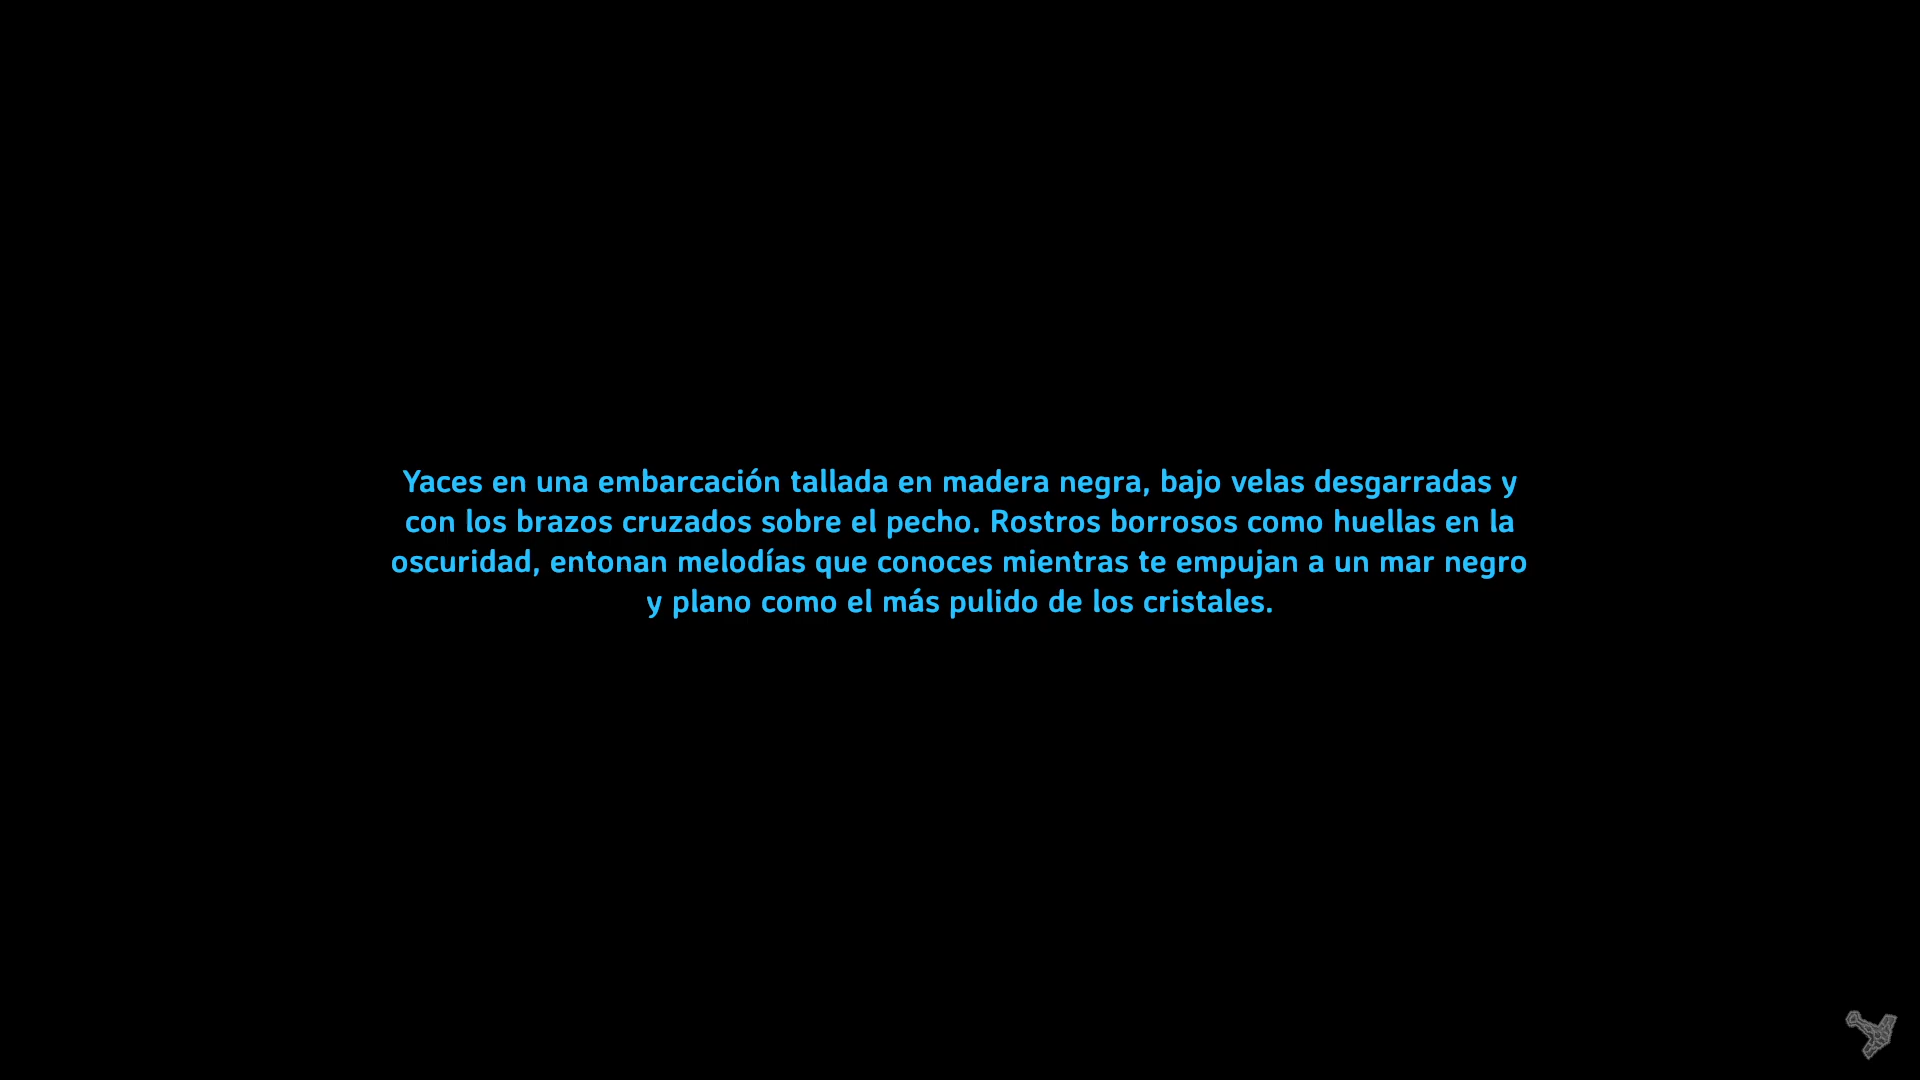 Yaces en una embarcación tallada en madera negra, bajo velas desgarradas y
con los brazos cruzados sobre el pecho. Rostros borrosos como huellas en la
oscuridad, entonan melodías que conoces mientras te empujan a un mar negro
y plano como el más pulido de los cristales.